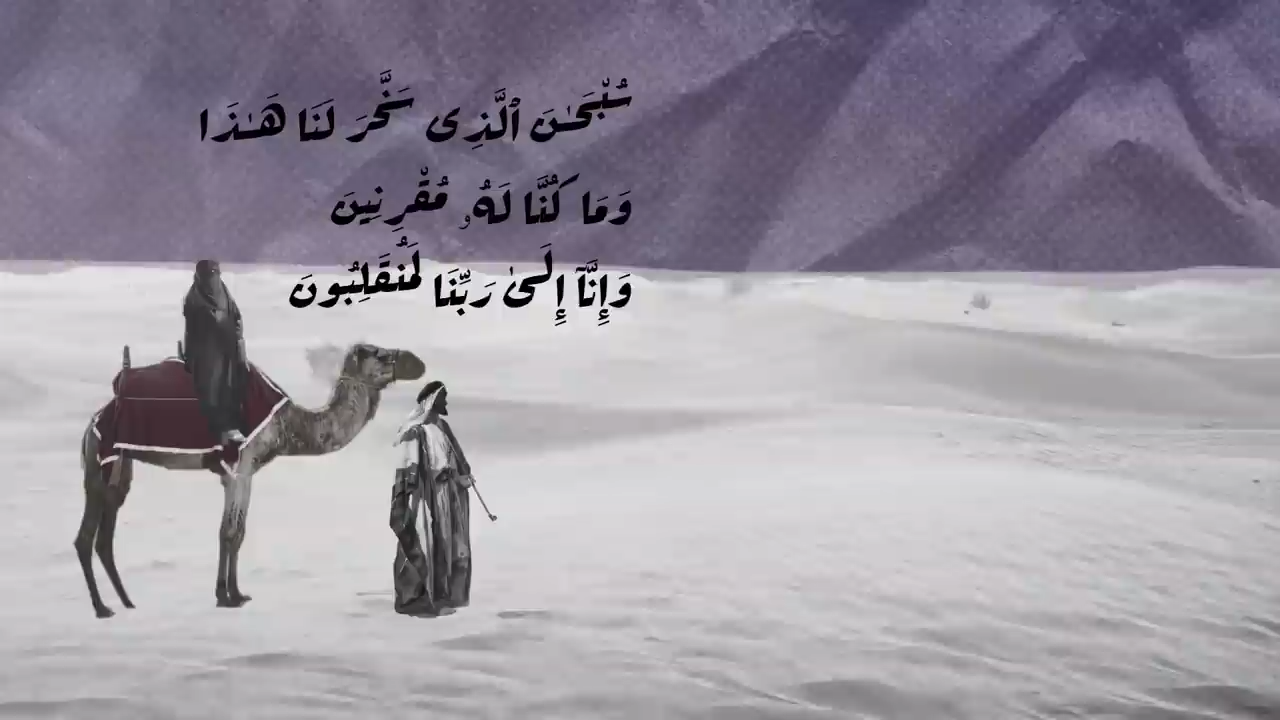 سُبْحَـٰنَ ٱلَّذِى سَخَّرَ لَنَا هَـٰذَا
وَمَا كُنَّا لَهُۥ مُقْرِنِينَ
وَإِنَّآ إِلَىٰ رَبِّنَا لَمُنقَلِبُونَ